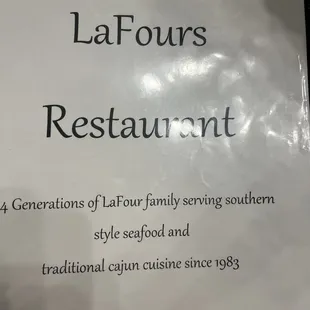 LaFours
Restaurant
4 Generations of LaFour family serving southern
style seafood and
traditional cajun cuisine since 1983